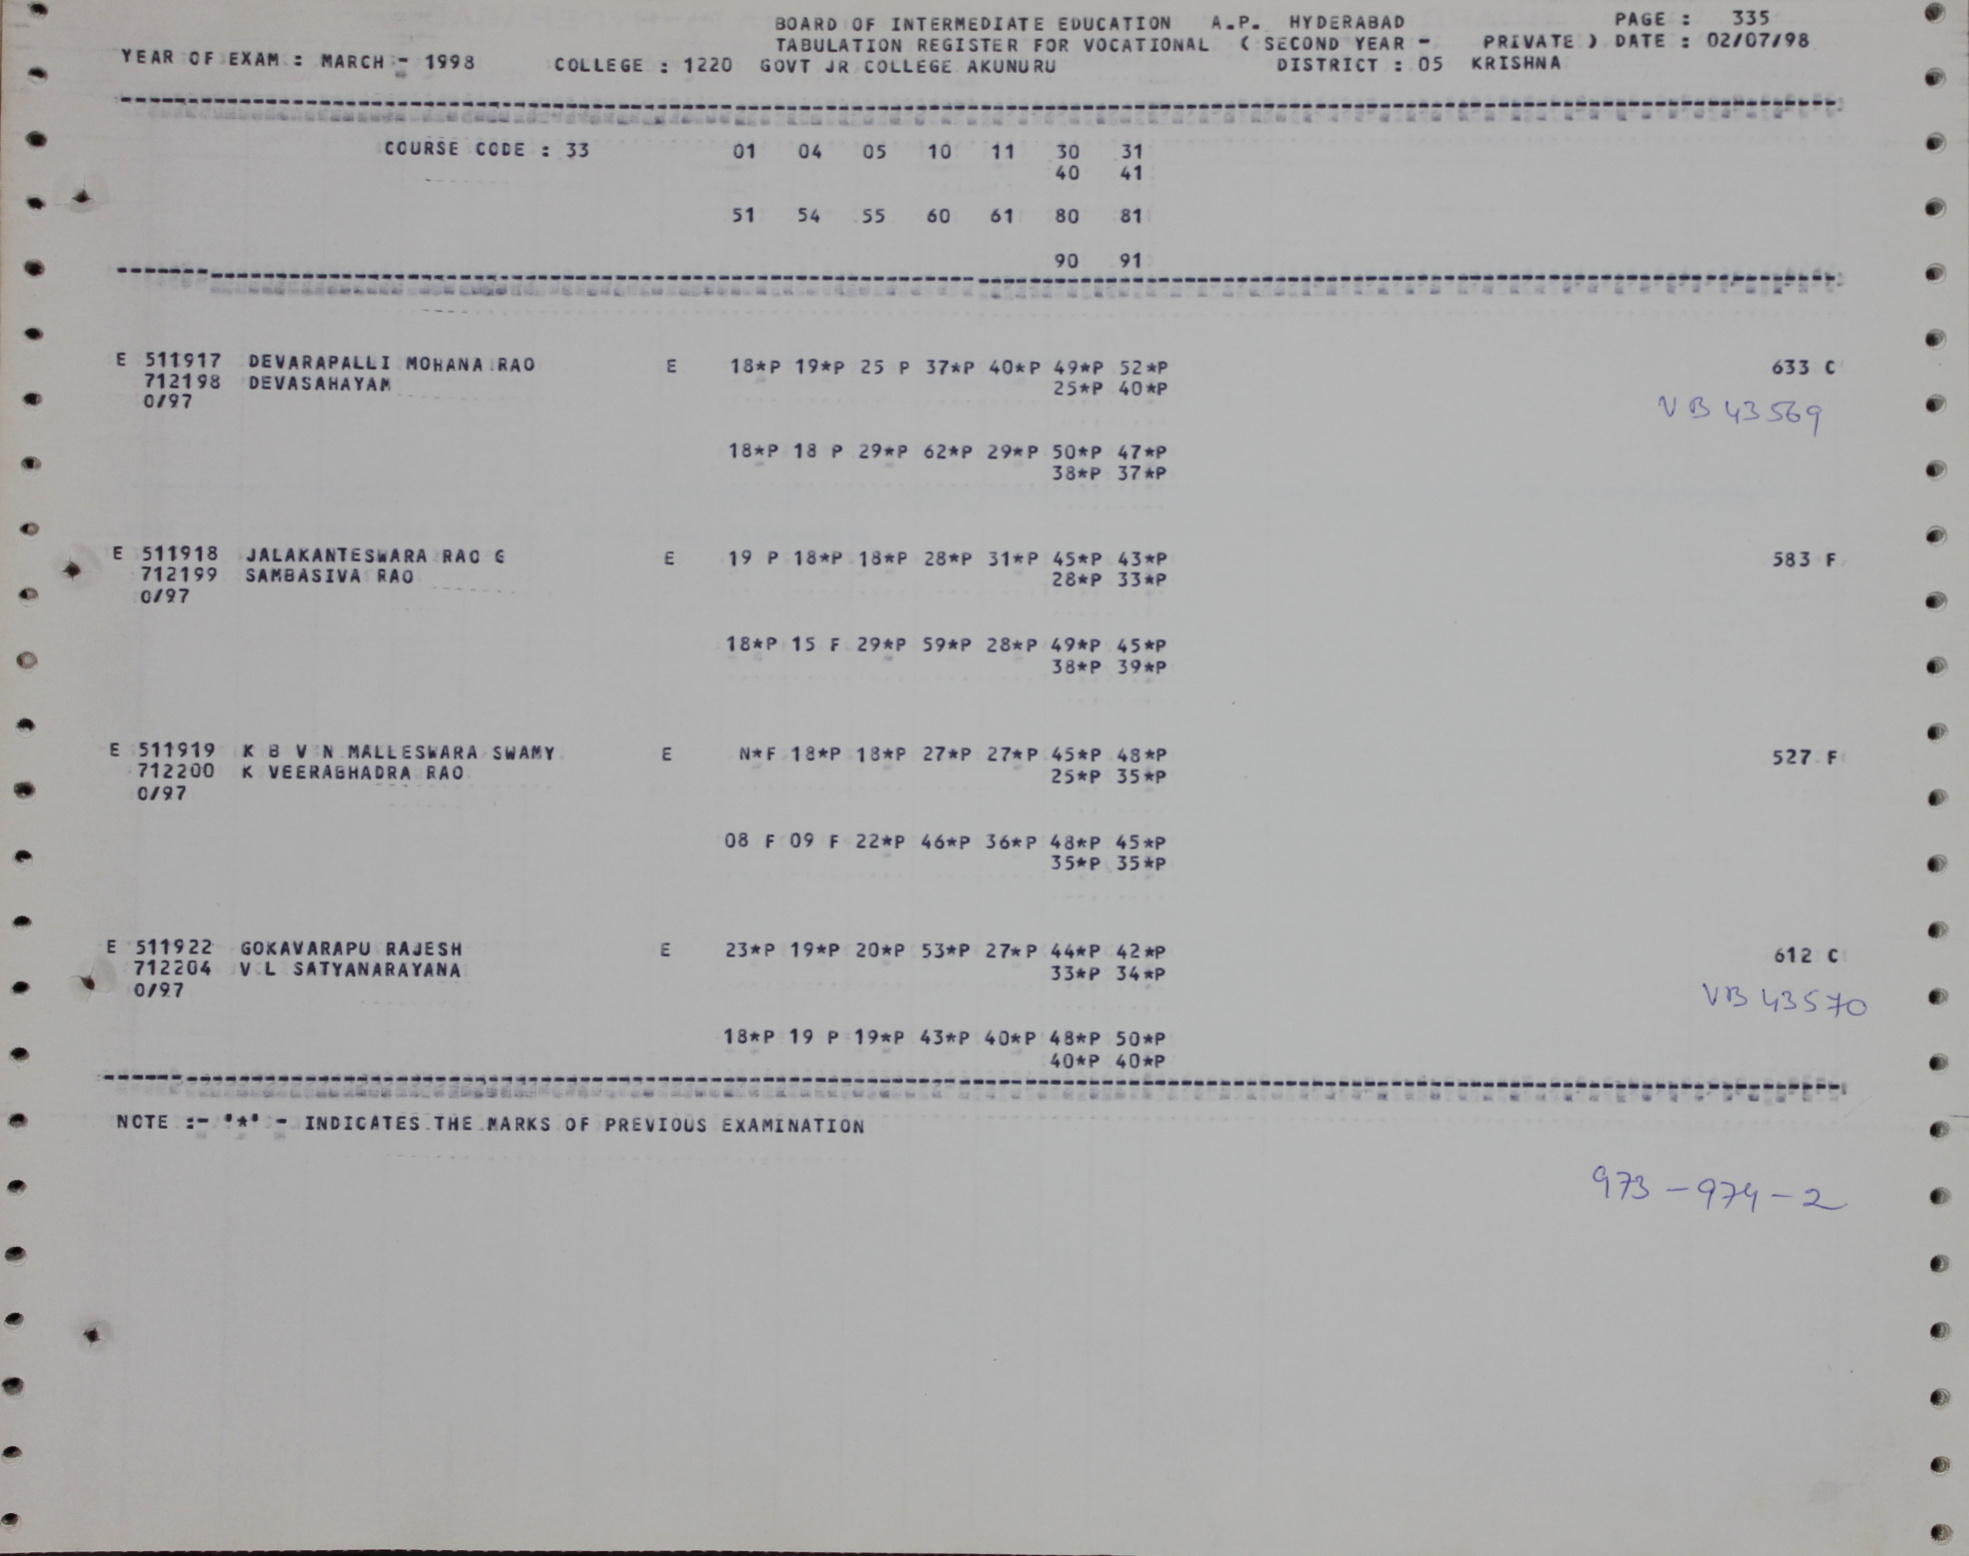 BOARD OF INTERMEDIATE EDUCATION A.P. HYDERABAD PAGE : 335
TABULATION REGISTER FOR VOCATIONAL ( SECOND YEAR - PRIVATE ) DATE : 02/07/98
YEAR OF EXAM : MARCH - 1998 COLLEGE : 1220 GOVT JR COLLEGE AKUNURU DISTRICT : 05 KRISHNA
COURSE CODE : 33 01 04 05 10 11 30 31
40 41
51 54 55 60 61 80 81
90 91
E 511917 DEVARAPALLI MOHANA RAO E 18*P 19*P 25 P 37*P 40*P 49*P 52*P 633 C
712198 DEVASAHAYAM 25*P 40*P
0/97 VB 43569
18*P 18 P 29*P 62*P 29*P 50*P 47*P
38*P 37*P
E 511918 JALAKANTESWARA RAO G E 19 P 18*P 18*P 28*P 31*P 45*P 43*P 583 F
712199 SAMBASIVA RAO 28*P 33*P
0/97
18*P 15 F 29*P 59*P 28*P 49*P 45*P
38*P 39*P
E 511919 K B V N MALLESWARA SWAMY E N*F 18*P 18*P 27*P 27*P 45*P 48*P 527 F
712200 K VEERABHADRA RAO 25*P 35*P
0/97
08 F 09 F 22*P 46*P 36*P 48*P 45*P
35*P 35*P
E 511922 GOKAVARAPU RAJESH E 23*P 19*P 20*P 53*P 27*P 44*P 42*P 612 C
712204 V L SATYANARAYANA 33*P 34*P
0/97 VB 43570
18*P 19 P 19*P 43*P 40*P 48*P 50*P
40*P 40*P
NOTE :- '*' - INDICATES THE MARKS OF PREVIOUS EXAMINATION
973 - 974 - 2